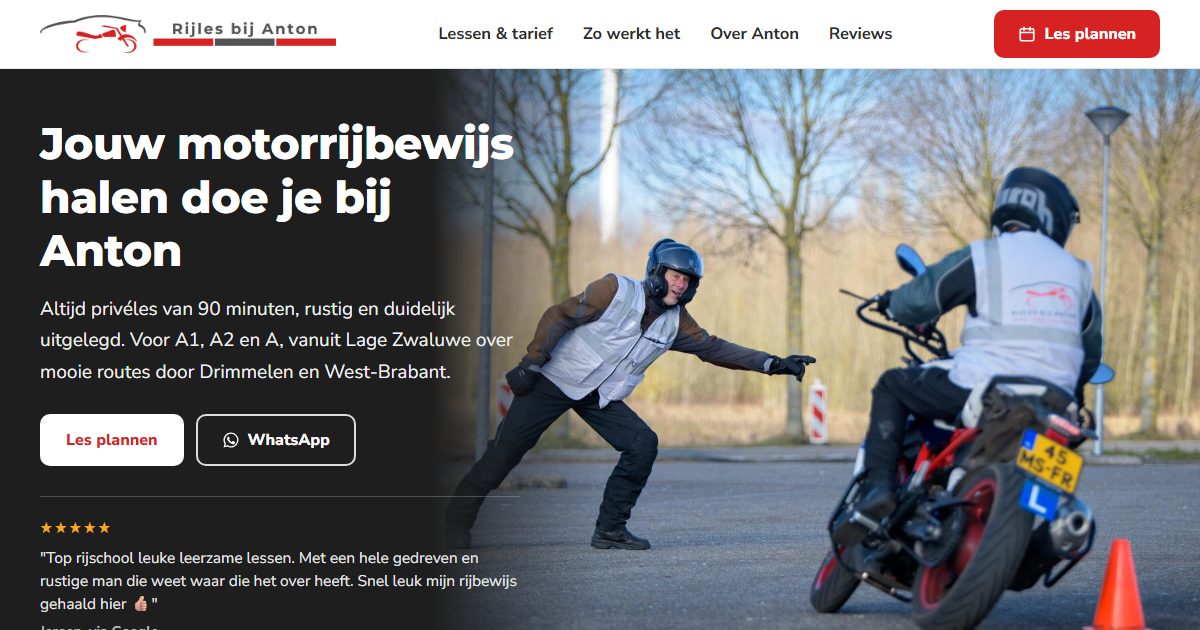 Rijles bij Anton
Lessen & tarief
Zo werkt het
Over Anton
Reviews
Les plannen
Jouw motorrijbewijs
halen doe je bij
Anton
Altijd privéles van 90 minuten, rustig en duidelijk
uitgelegd. Voor A1, A2 en A, vanuit Lage Zwaluwe over
mooie routes door Drimmelen en West-Brabant.
Les plannen
WhatsApp
★★★★★
"Top rijschool leuke leerzame lessen. Met een hele gedreven en
rustige man die weet waar die het over heeft. Snel leuk mijn rijbewijs
gehaald hier 👍🏼"
RIJLES BIJ ANTON
45
MS-FR
L